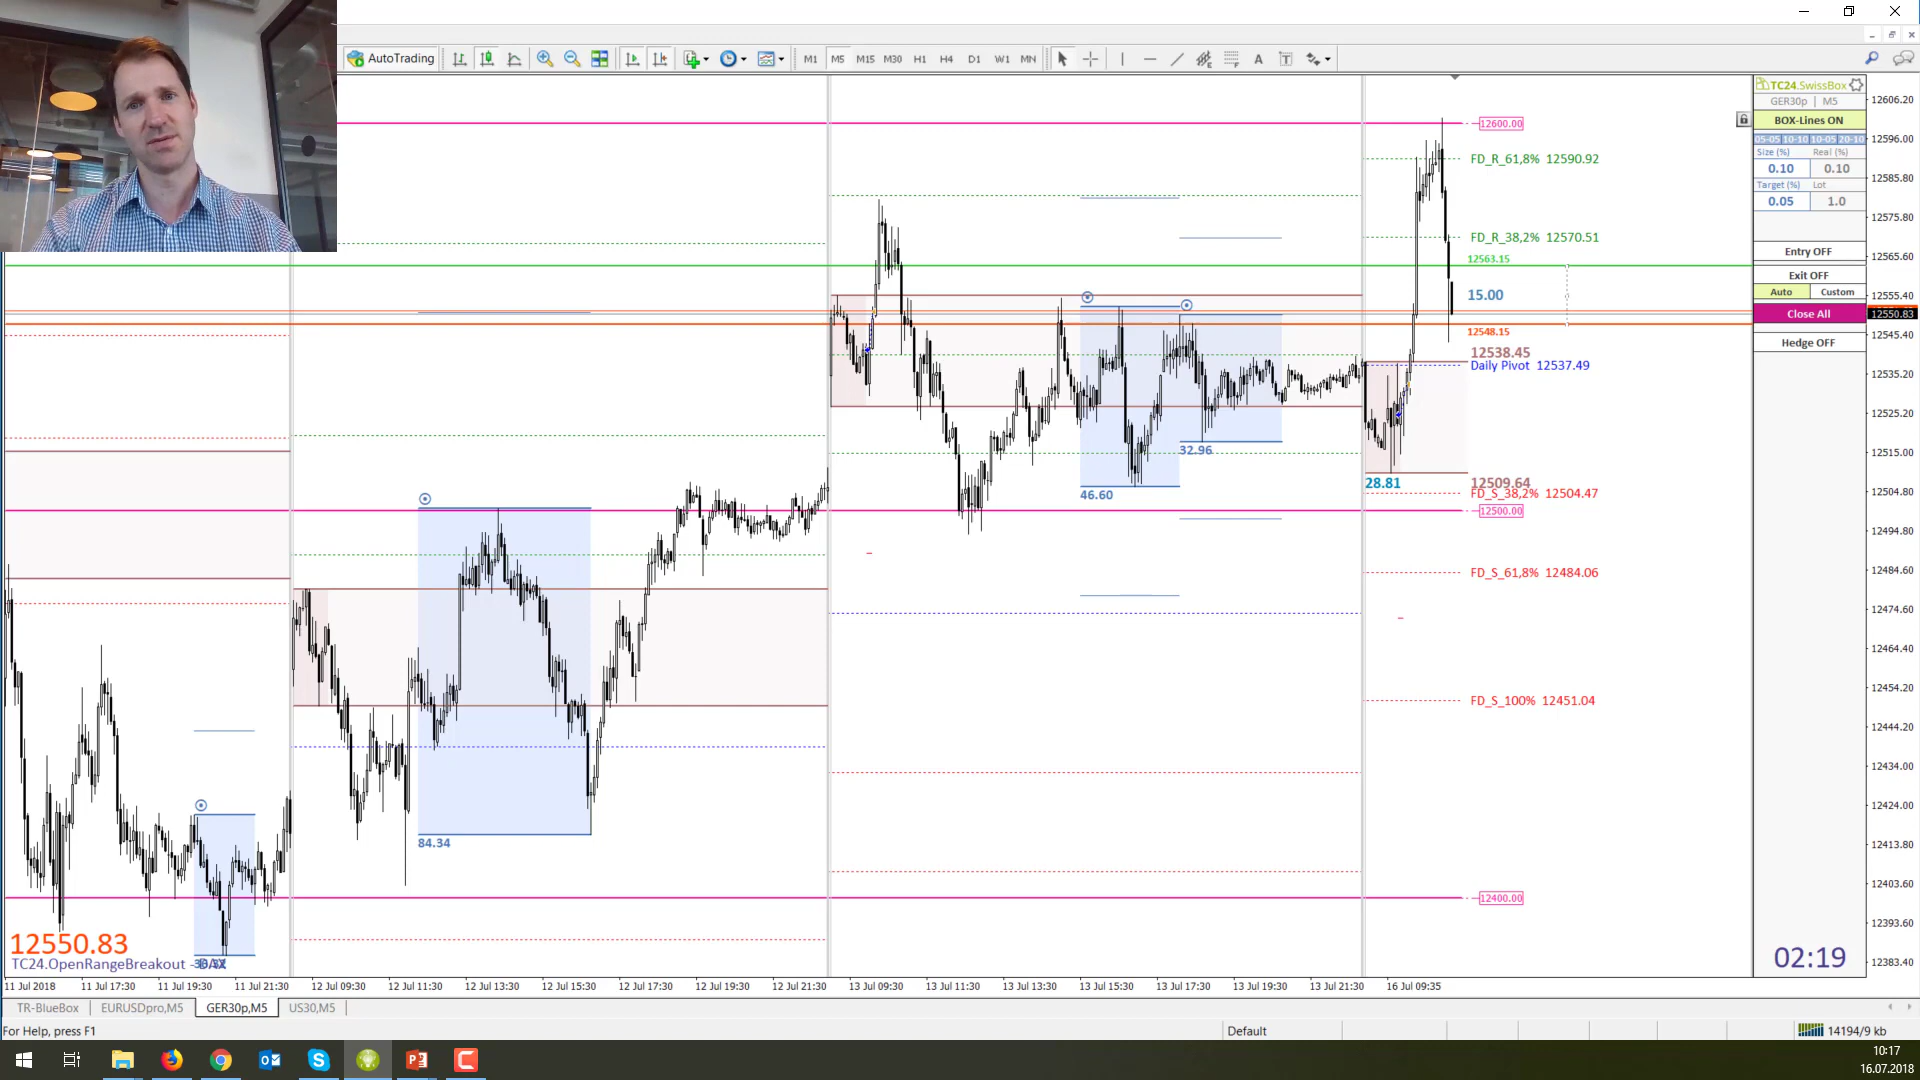 AutoTrading
M1 M5 M15 M30 H1 H4 D1 W1 MN
A
T
TC24.SwissBox
GER30p | M5
BOX-Lines ON
05-05 10-10 10-05 20-10
Size (%) Real (%)
0.10 0.10
Target (%) Lot
0.05 1.0
Entry OFF
Exit OFF
Auto Custom
Close All
Hedge OFF
02:19
12606.20
12596.00
12585.80
12575.80
12565.60
12555.40
12550.83
12545.40
12535.20
12525.20
12515.00
12504.80
12494.80
12484.60
12474.60
12464.40
12454.20
12444.20
12434.00
12424.00
12413.80
12403.60
12393.60
12383.40
12600.00
FD_R_61,8% 12590.92
FD_R_38,2% 12570.51
12563.15
15.00
12548.15
12538.45
Daily Pivot 12537.49
28.81
12509.64
FD_S_38,2% 12504.47
12500.00
FD_S_61,8% 12484.06
FD_S_100% 12451.04
12400.00
32.96
46.60
84.34
12550.83
TC24.OpenRangeBreakout - DAX
11 Jul 2018 11 Jul 17:30 11 Jul 19:30 11 Jul 21:30 12 Jul 09:30 12 Jul 11:30 12 Jul 13:30 12 Jul 15:30 12 Jul 17:30 12 Jul 19:30 12 Jul 21:30 13 Jul 09:30 13 Jul 11:30 13 Jul 13:30 13 Jul 15:30 13 Jul 17:30 13 Jul 19:30 13 Jul 21:30 16 Jul 09:35
TR-BlueBox EURUSDpro,M5 GER30p,M5 US30,M5
For Help, press F1
Default
14194/9 kb
10:17
16.07.2018